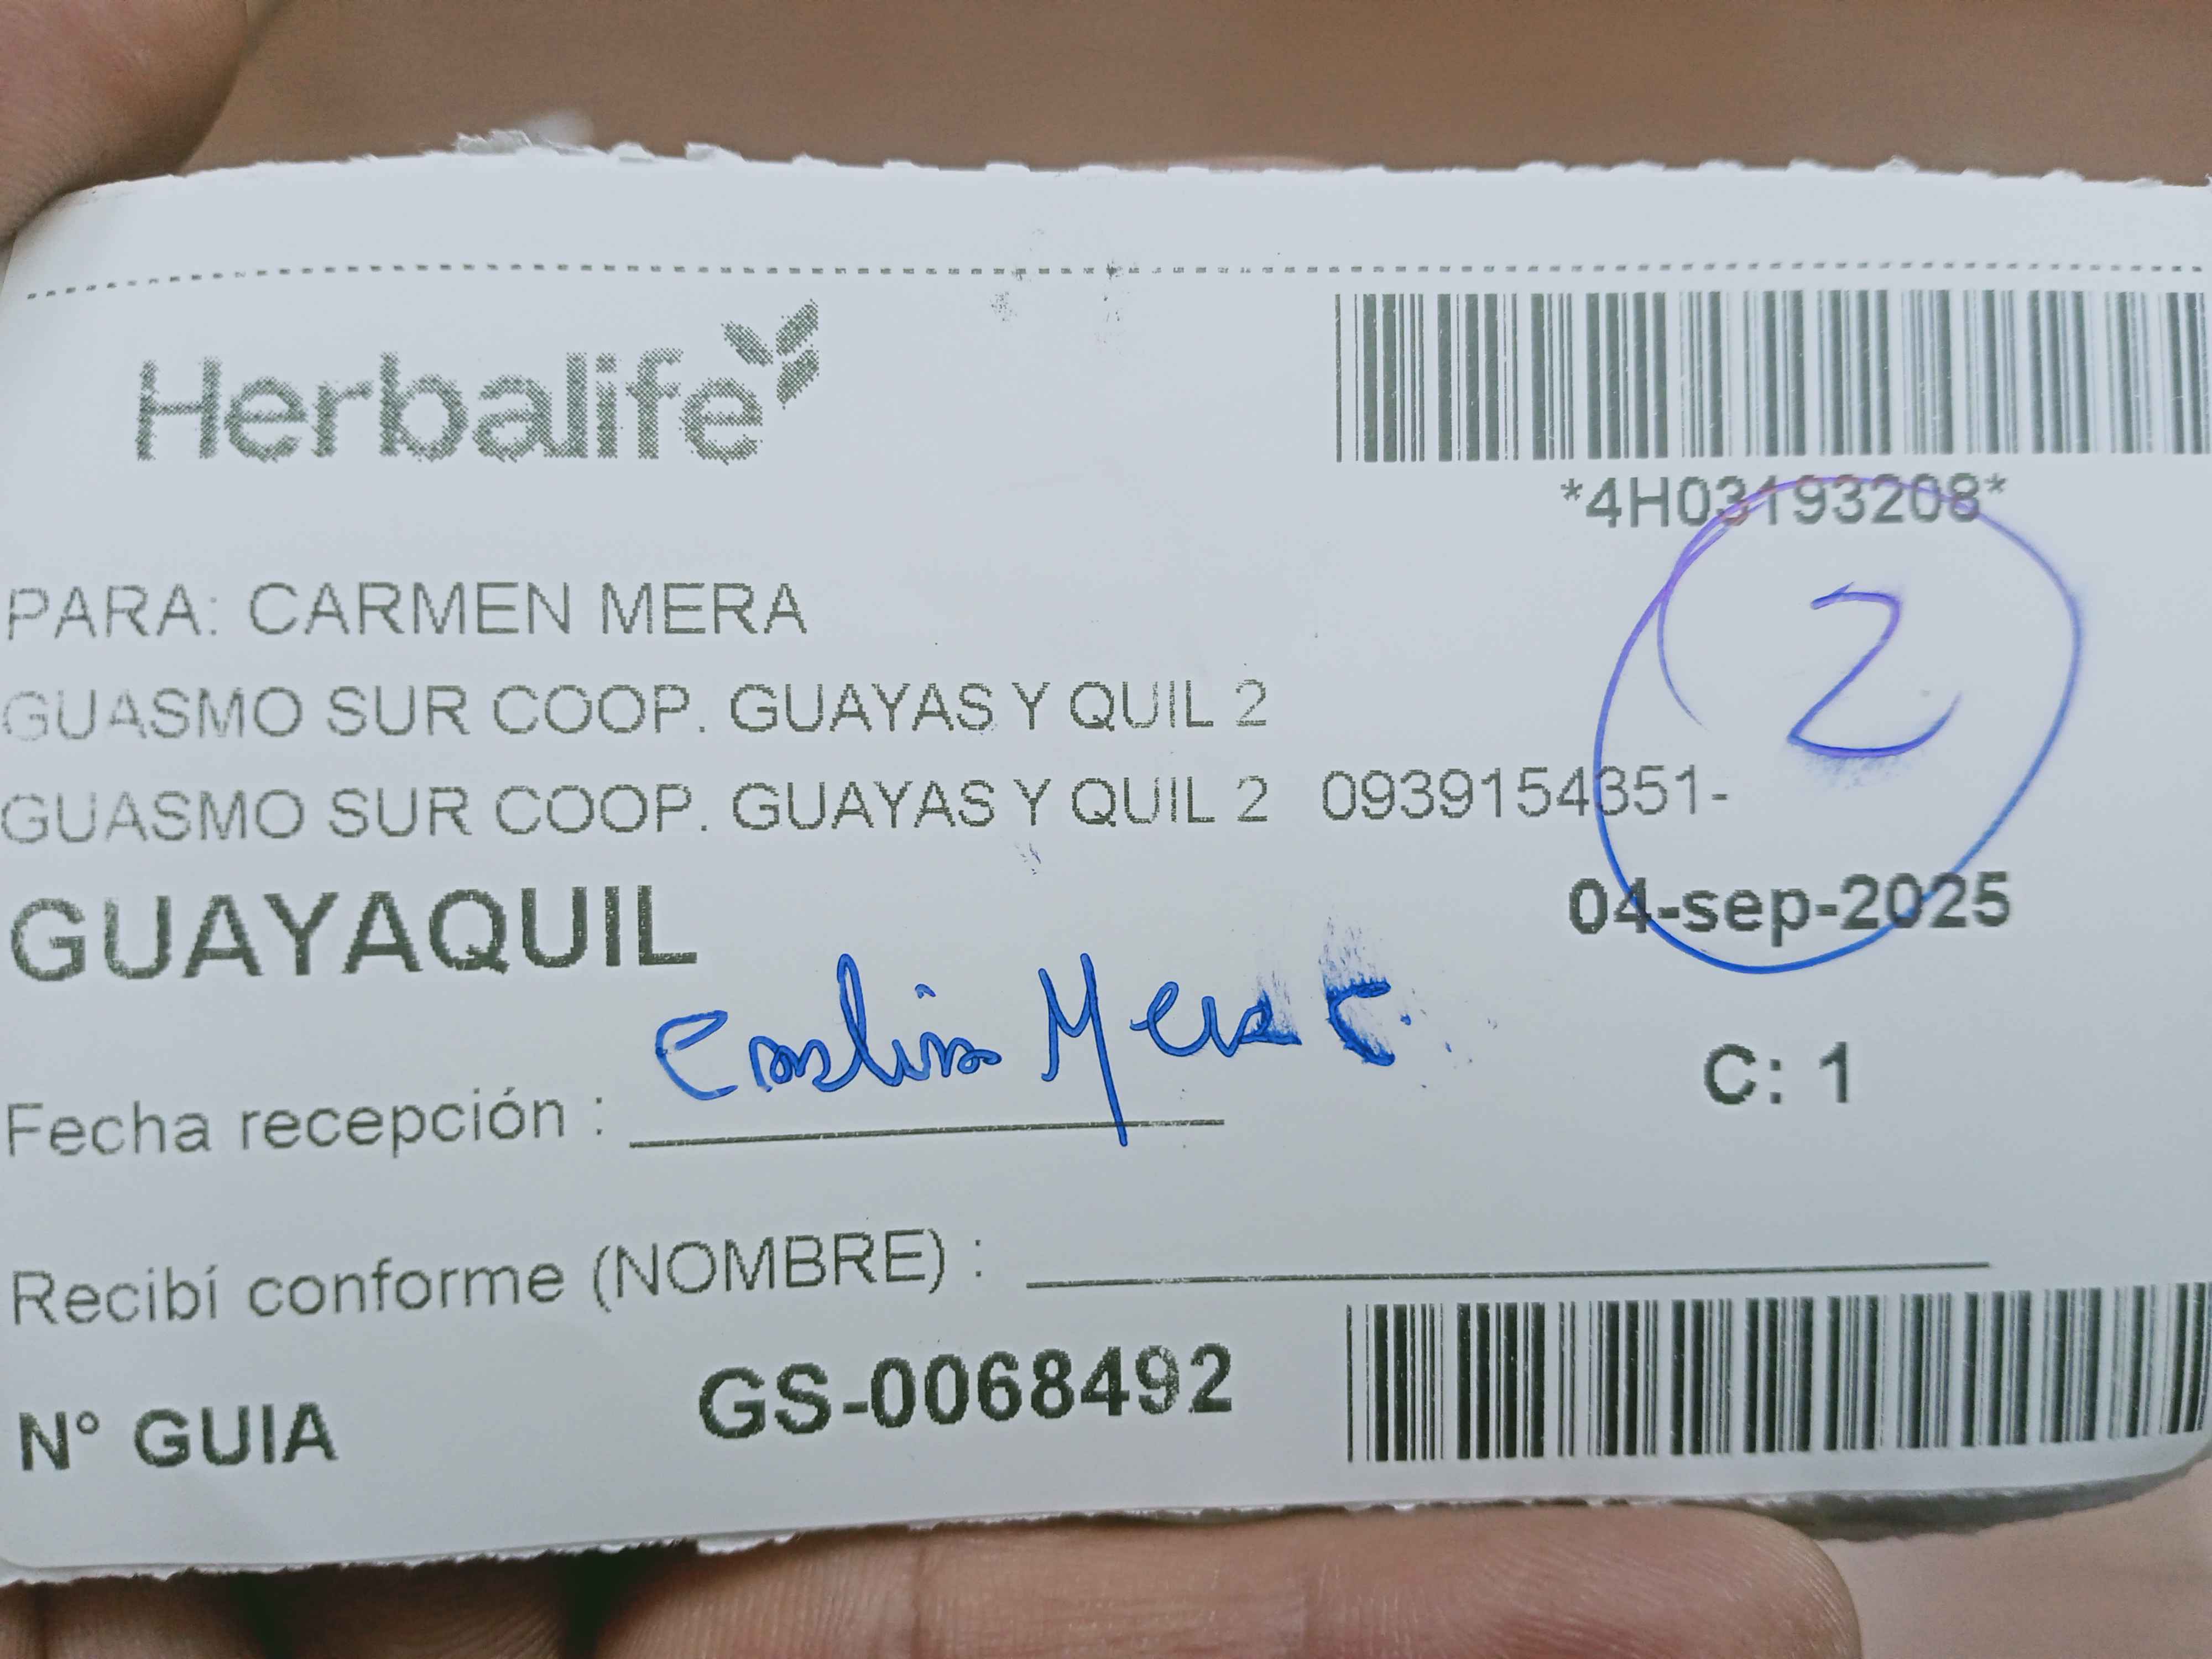 Herbalife
*4H03193208*
2
PARA: CARMEN MERA
GUASMO SUR COOP. GUAYAS Y QUIL 2
GUASMO SUR COOP. GUAYAS Y QUIL 2 0939154351-
GUAYAQUIL
04-sep-2025
Mera C.
C: 1
Fecha recepción :
Recibí conforme (NOMBRE) :
N° GUIA GS-0068492